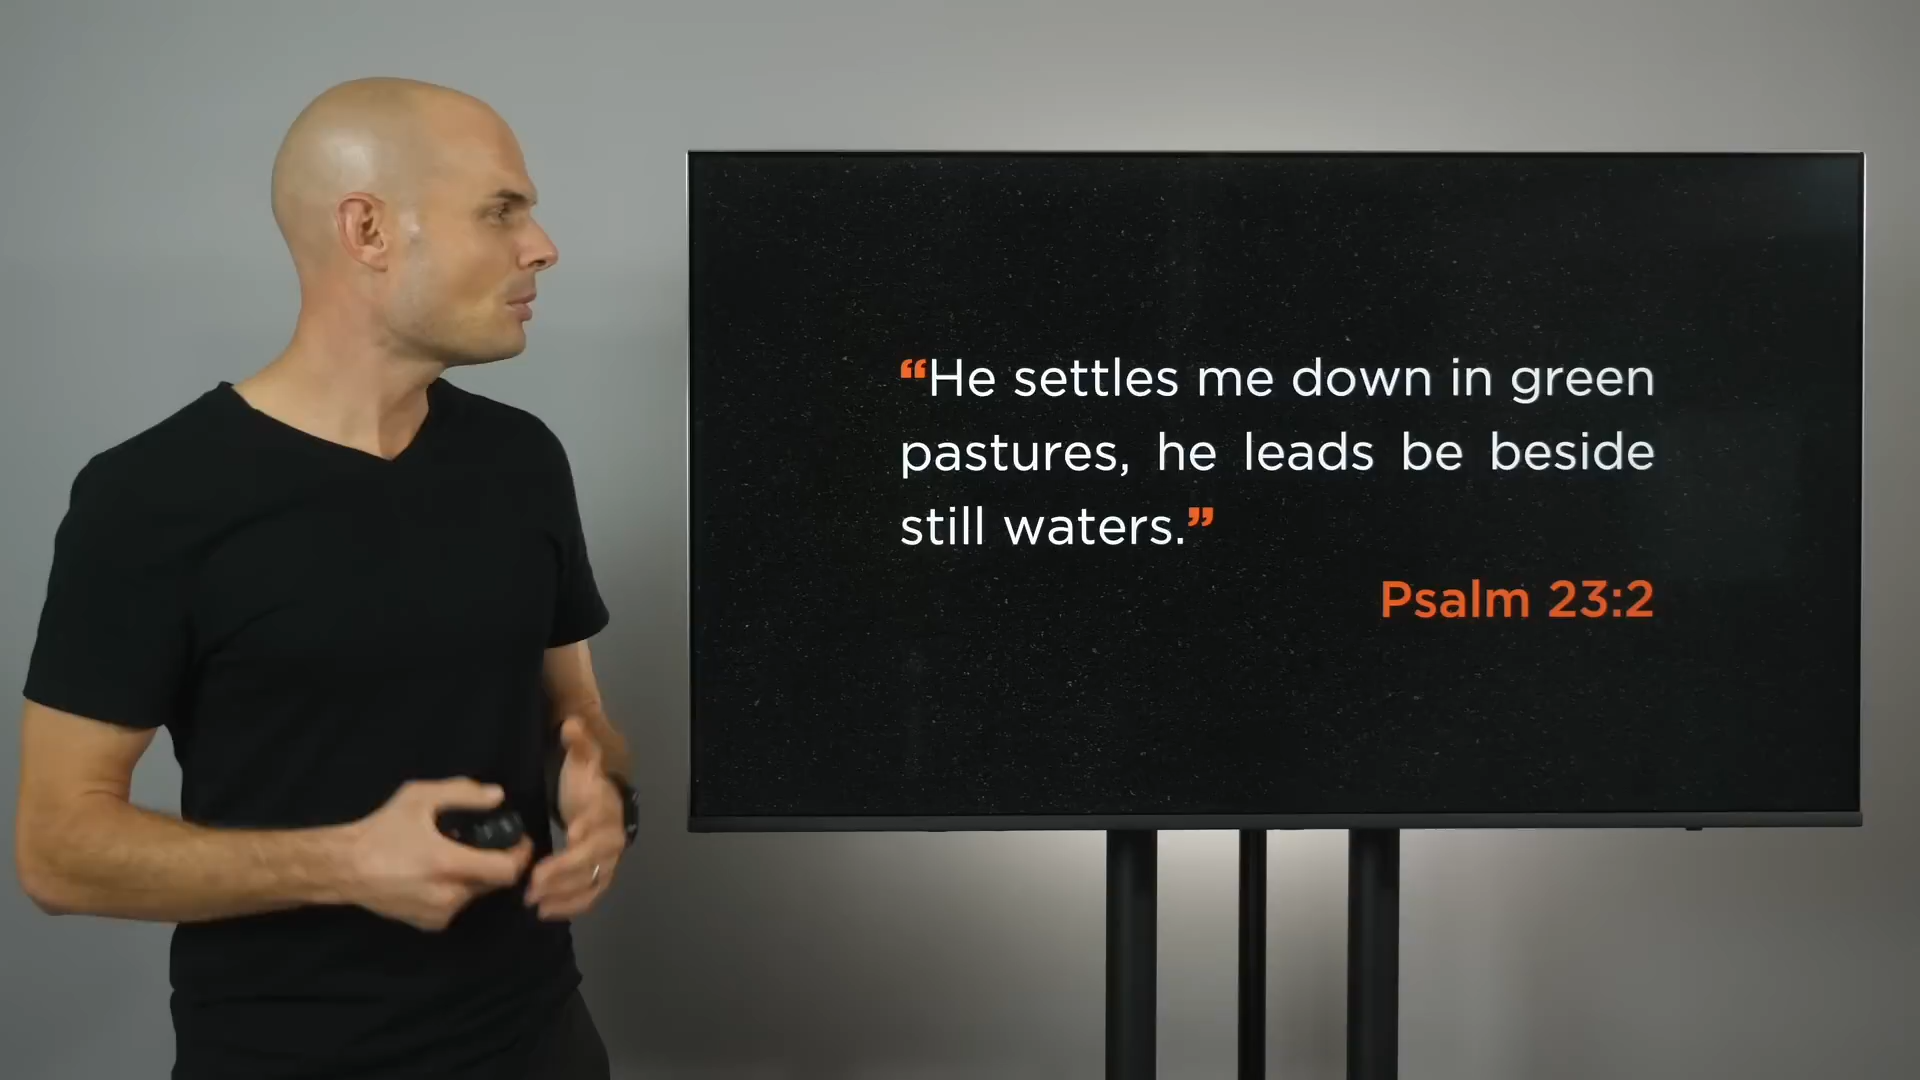 “He settles me down in green
pastures, he leads be beside
still waters.”
Psalm 23:2